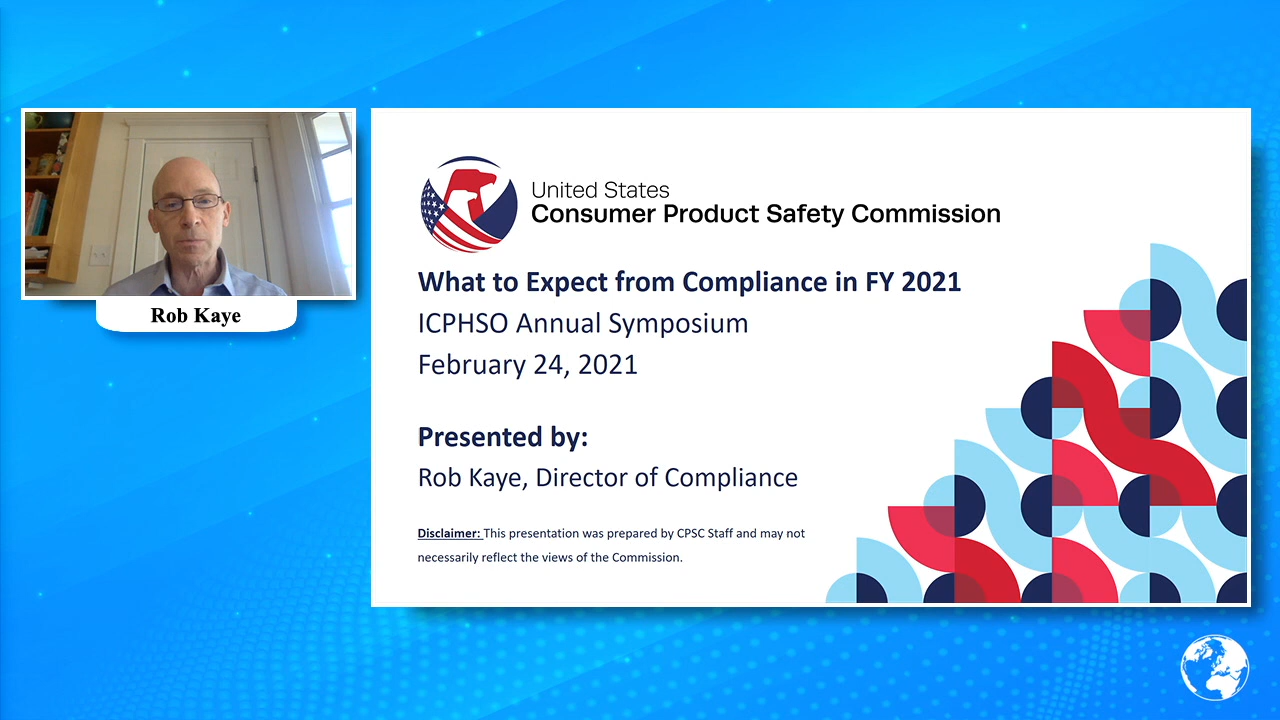 Rob Kaye
United States
Consumer Product Safety Commission
What to Expect from Compliance in FY 2021
ICPHSO Annual Symposium
February 24, 2021
Presented by:
Rob Kaye, Director of Compliance
Disclaimer: This presentation was prepared by CPSC Staff and may not
necessarily reflect the views of the Commission.